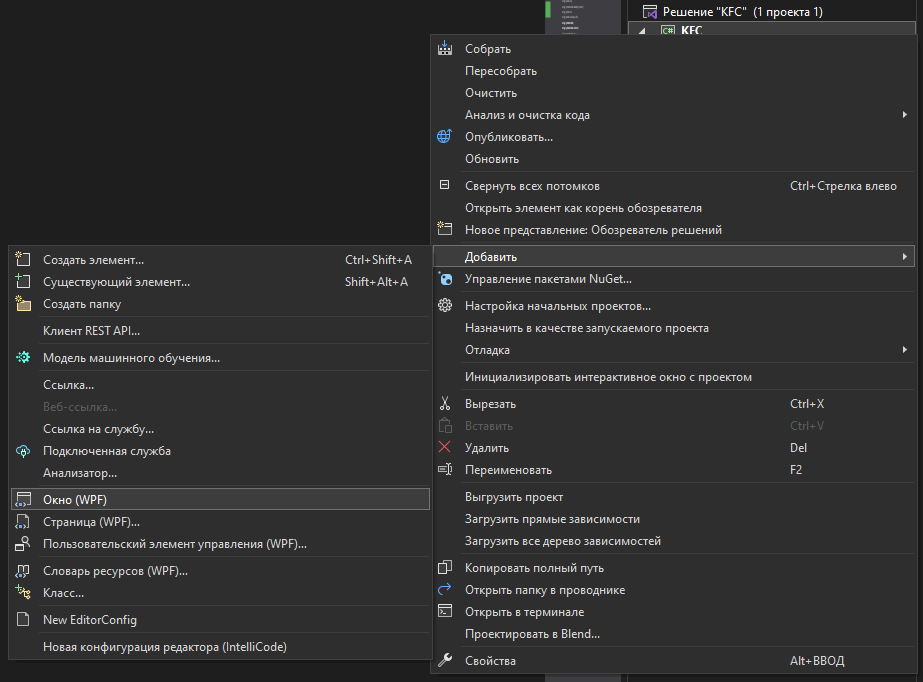 Решение "KFC" (1 проекта 1)
C# KFC
Собрать
Пересобрать
Очистить
Анализ и очистка кода
Опубликовать...
Обновить
Свернуть всех потомков Ctrl+Стрелка влево
Открыть элемент как корень обозревателя
Новое представление: Обозреватель решений
Добавить
Управление пакетами NuGet...
Настройка начальных проектов...
Назначить в качестве запускаемого проекта
Отладка
Инициализировать интерактивное окно с проектом
Вырезать Ctrl+X
Вставить Ctrl+V
Удалить Del
Переименовать F2
Выгрузить проект
Загрузить прямые зависимости
Загрузить все дерево зависимостей
Копировать полный путь
Открыть папку в проводнике
Открыть в терминале
Проектировать в Blend...
Свойства Alt+ВВОД
Создать элемент... Ctrl+Shift+A
Существующий элемент... Shift+Alt+A
Создать папку
Клиент REST API...
Модель машинного обучения...
Ссылка...
Веб-ссылка...
Ссылка на службу...
Подключенная служба
Анализатор...
Окно (WPF)
Страница (WPF)...
Пользовательский элемент управления (WPF)...
Словарь ресурсов (WPF)...
Класс...
New EditorConfig
Новая конфигурация редактора (IntelliCode)